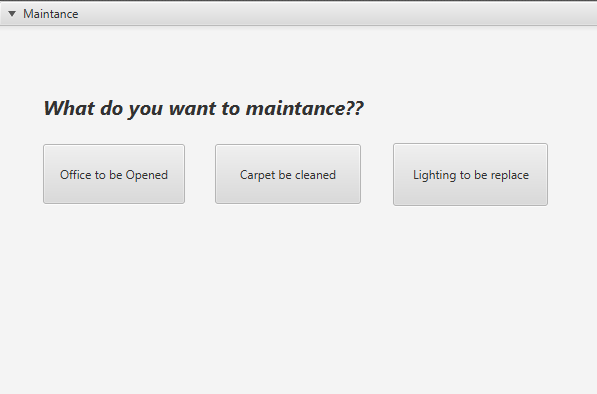 Maintance
What do you want to maintance??
Office to be Opened
Carpet be cleaned
Lighting to be replace